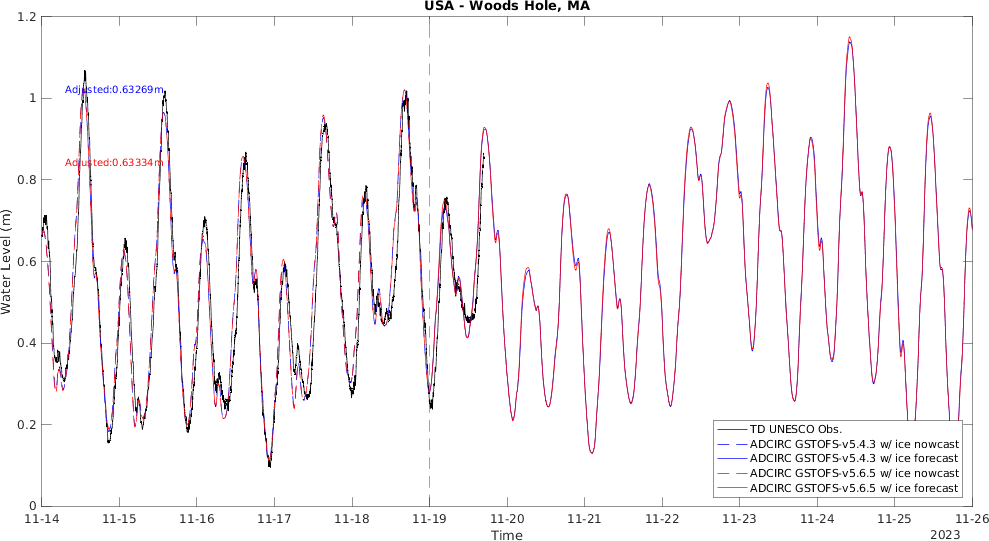 USA - Woods Hole, MA
1.2
1
0.8
0.6
0.4
0.2
0
Water Level (m)
Adjusted:0.63269m
Adjusted:0.63334m
TD UNESCO Obs.
ADCIRC GSTOFS-v5.4.3 w/ ice nowcast
ADCIRC GSTOFS-v5.4.3 w/ ice forecast
ADCIRC GSTOFS-v5.6.5 w/ ice nowcast
ADCIRC GSTOFS-v5.6.5 w/ ice forecast
11-14 11-15 11-16 11-17 11-18 11-19 11-20 11-21 11-22 11-23 11-24 11-25 11-26
Time
2023